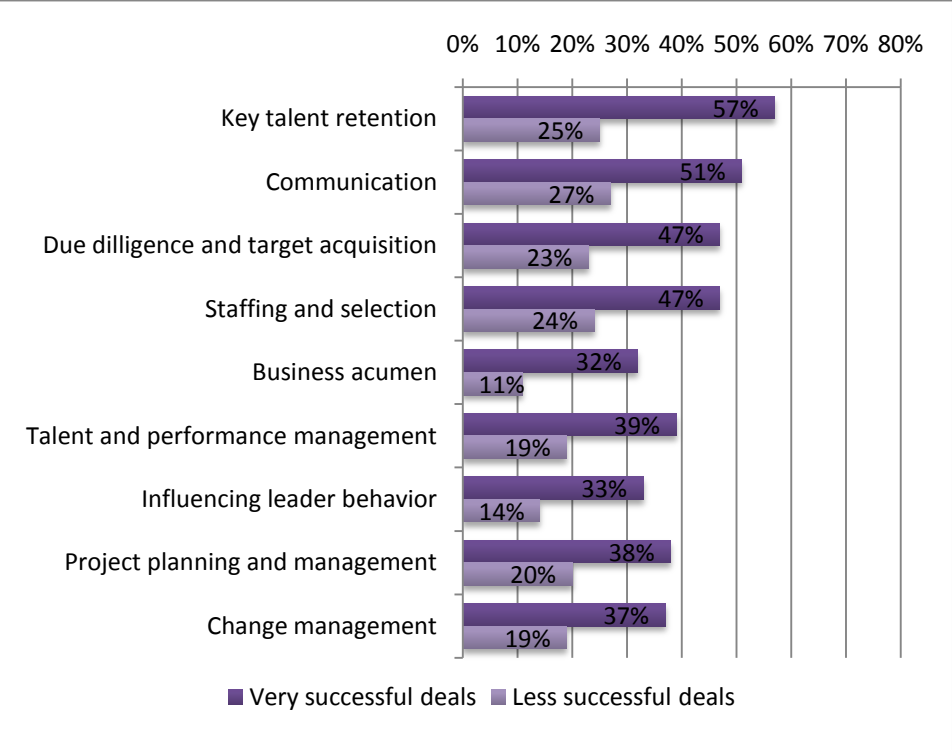 0% 10% 20% 30% 40% 50% 60% 70% 80%
Key talent retention 57%
25%
Communication 51%
27%
Due dilligence and target acquisition 47%
23%
Staffing and selection 47%
24%
Business acumen 32%
11%
Talent and performance management 39%
19%
Influencing leader behavior 33%
14%
Project planning and management 38%
20%
Change management 37%
19%
Very successful deals Less successful deals